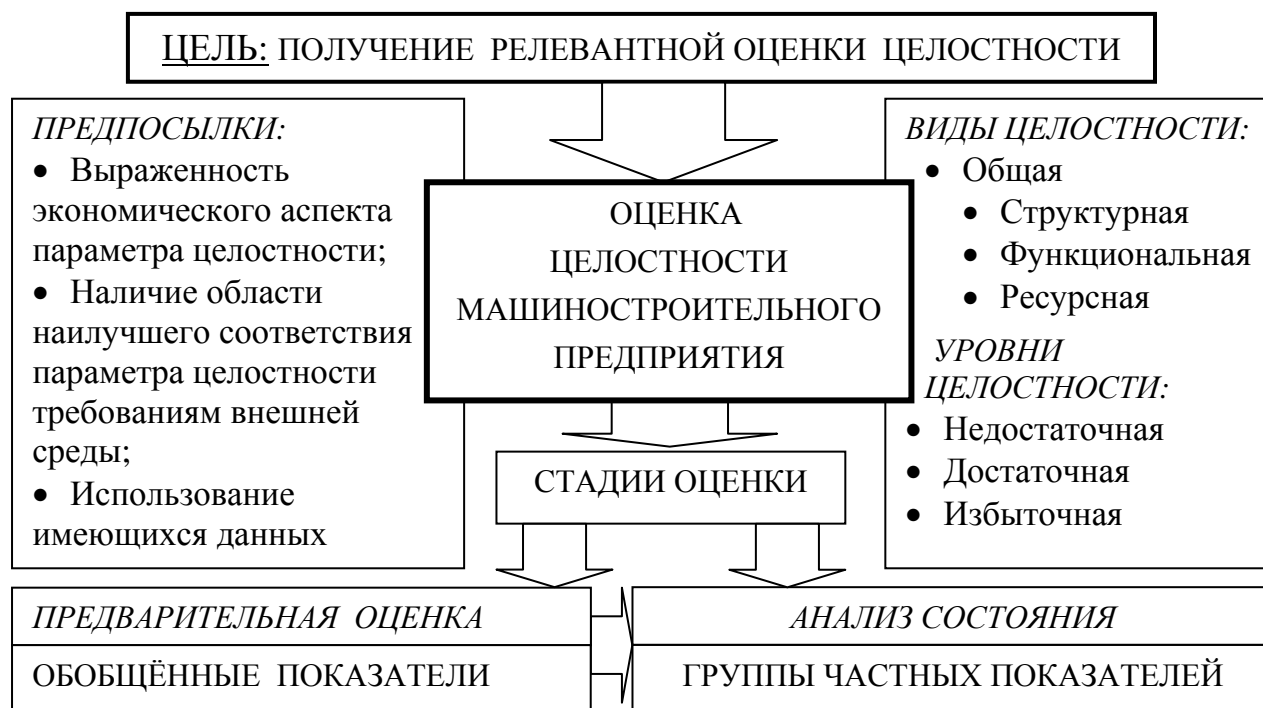 ЦЕЛЬ: ПОЛУЧЕНИЕ РЕЛЕВАНТНОЙ ОЦЕНКИ ЦЕЛОСТНОСТИ
ПРЕДПОСЫЛКИ:
• Выраженность
экономического аспекта
параметра целостности;
• Наличие области
наилучшего соответствия
параметра целостности
требованиям внешней
среды;
• Использование
имеющихся данных
ОЦЕНКА
ЦЕЛОСТНОСТИ
МАШИНОСТРОИТЕЛЬНОГО
ПРЕДПРИЯТИЯ
ВИДЫ ЦЕЛОСТНОСТИ:
• Общая
• Структурная
• Функциональная
• Ресурсная
УРОВНИ
ЦЕЛОСТНОСТИ:
• Недостаточная
• Достаточная
• Избыточная
СТАДИИ ОЦЕНКИ
ПРЕДВАРИТЕЛЬНАЯ ОЦЕНКА
ОБОБЩЁННЫЕ ПОКАЗАТЕЛИ
АНАЛИЗ СОСТОЯНИЯ
ГРУППЫ ЧАСТНЫХ ПОКАЗАТЕЛЕЙ